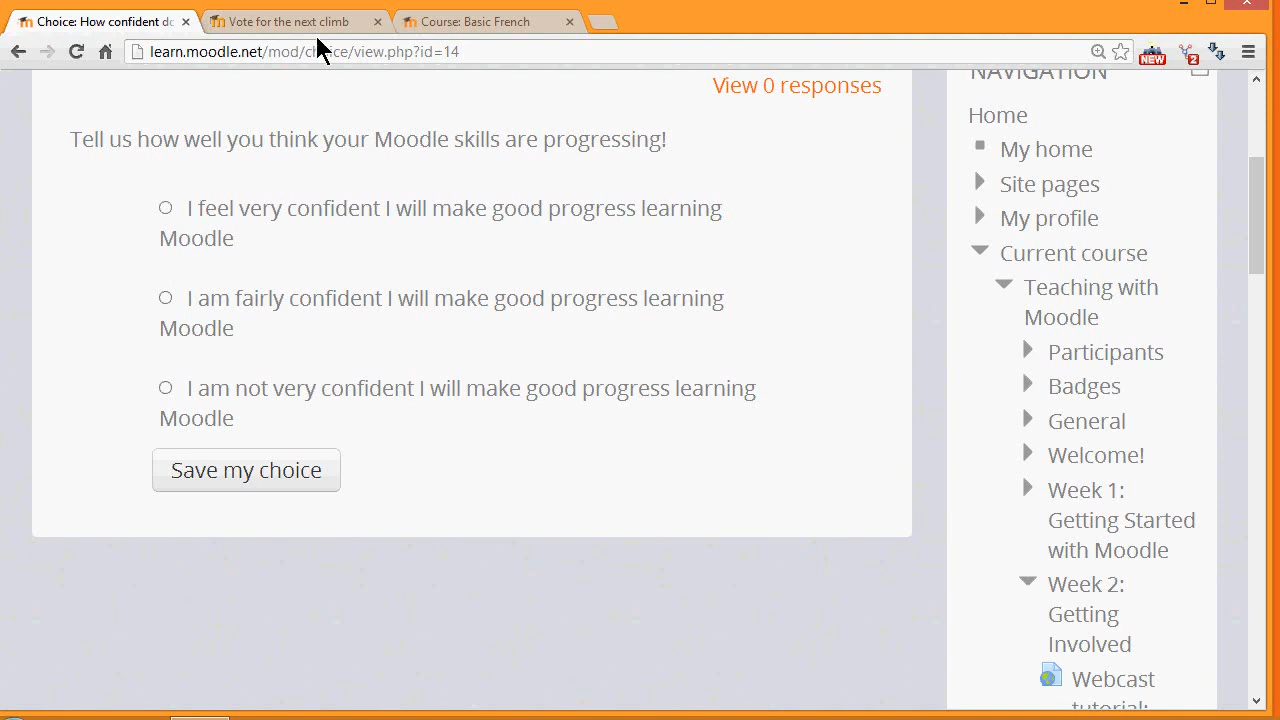 Choice: How confident do
Vote for the next climb
Course: Basic French
learn.moodle.net/mod/choice/view.php?id=14
NEW
2
View 0 responses
Tell us how well you think your Moodle skills are progressing!
I feel very confident I will make good progress learning
Moodle
I am fairly confident I will make good progress learning
Moodle
I am not very confident I will make good progress learning
Moodle
Save my choice
NAVIGATION
Home
My home
Site pages
My profile
Current course
Teaching with
Moodle
Participants
Badges
General
Welcome!
Week 1:
Getting Started
with Moodle
Week 2:
Getting
Involved
Webcast
tutorial: